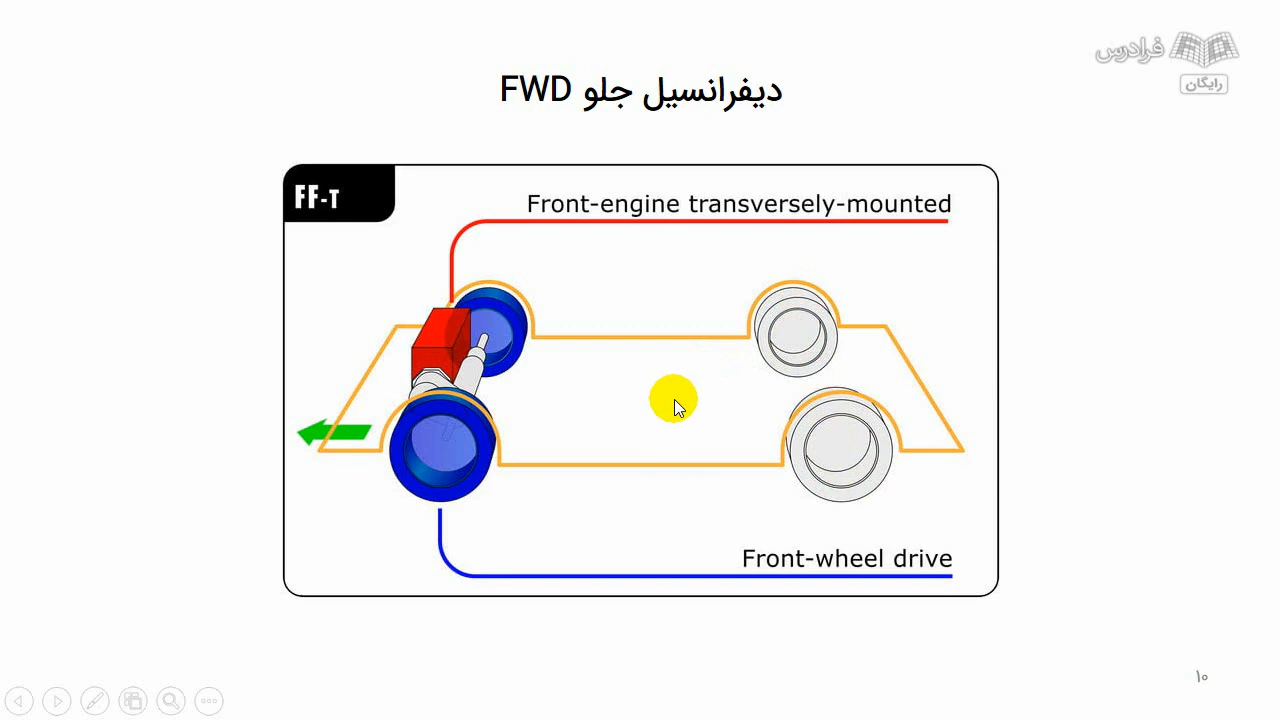 فرادرس
رایگان
دیفرانسیل جلو FWD
FF-T
Front-engine transversely-mounted
Front-wheel drive
۱۰